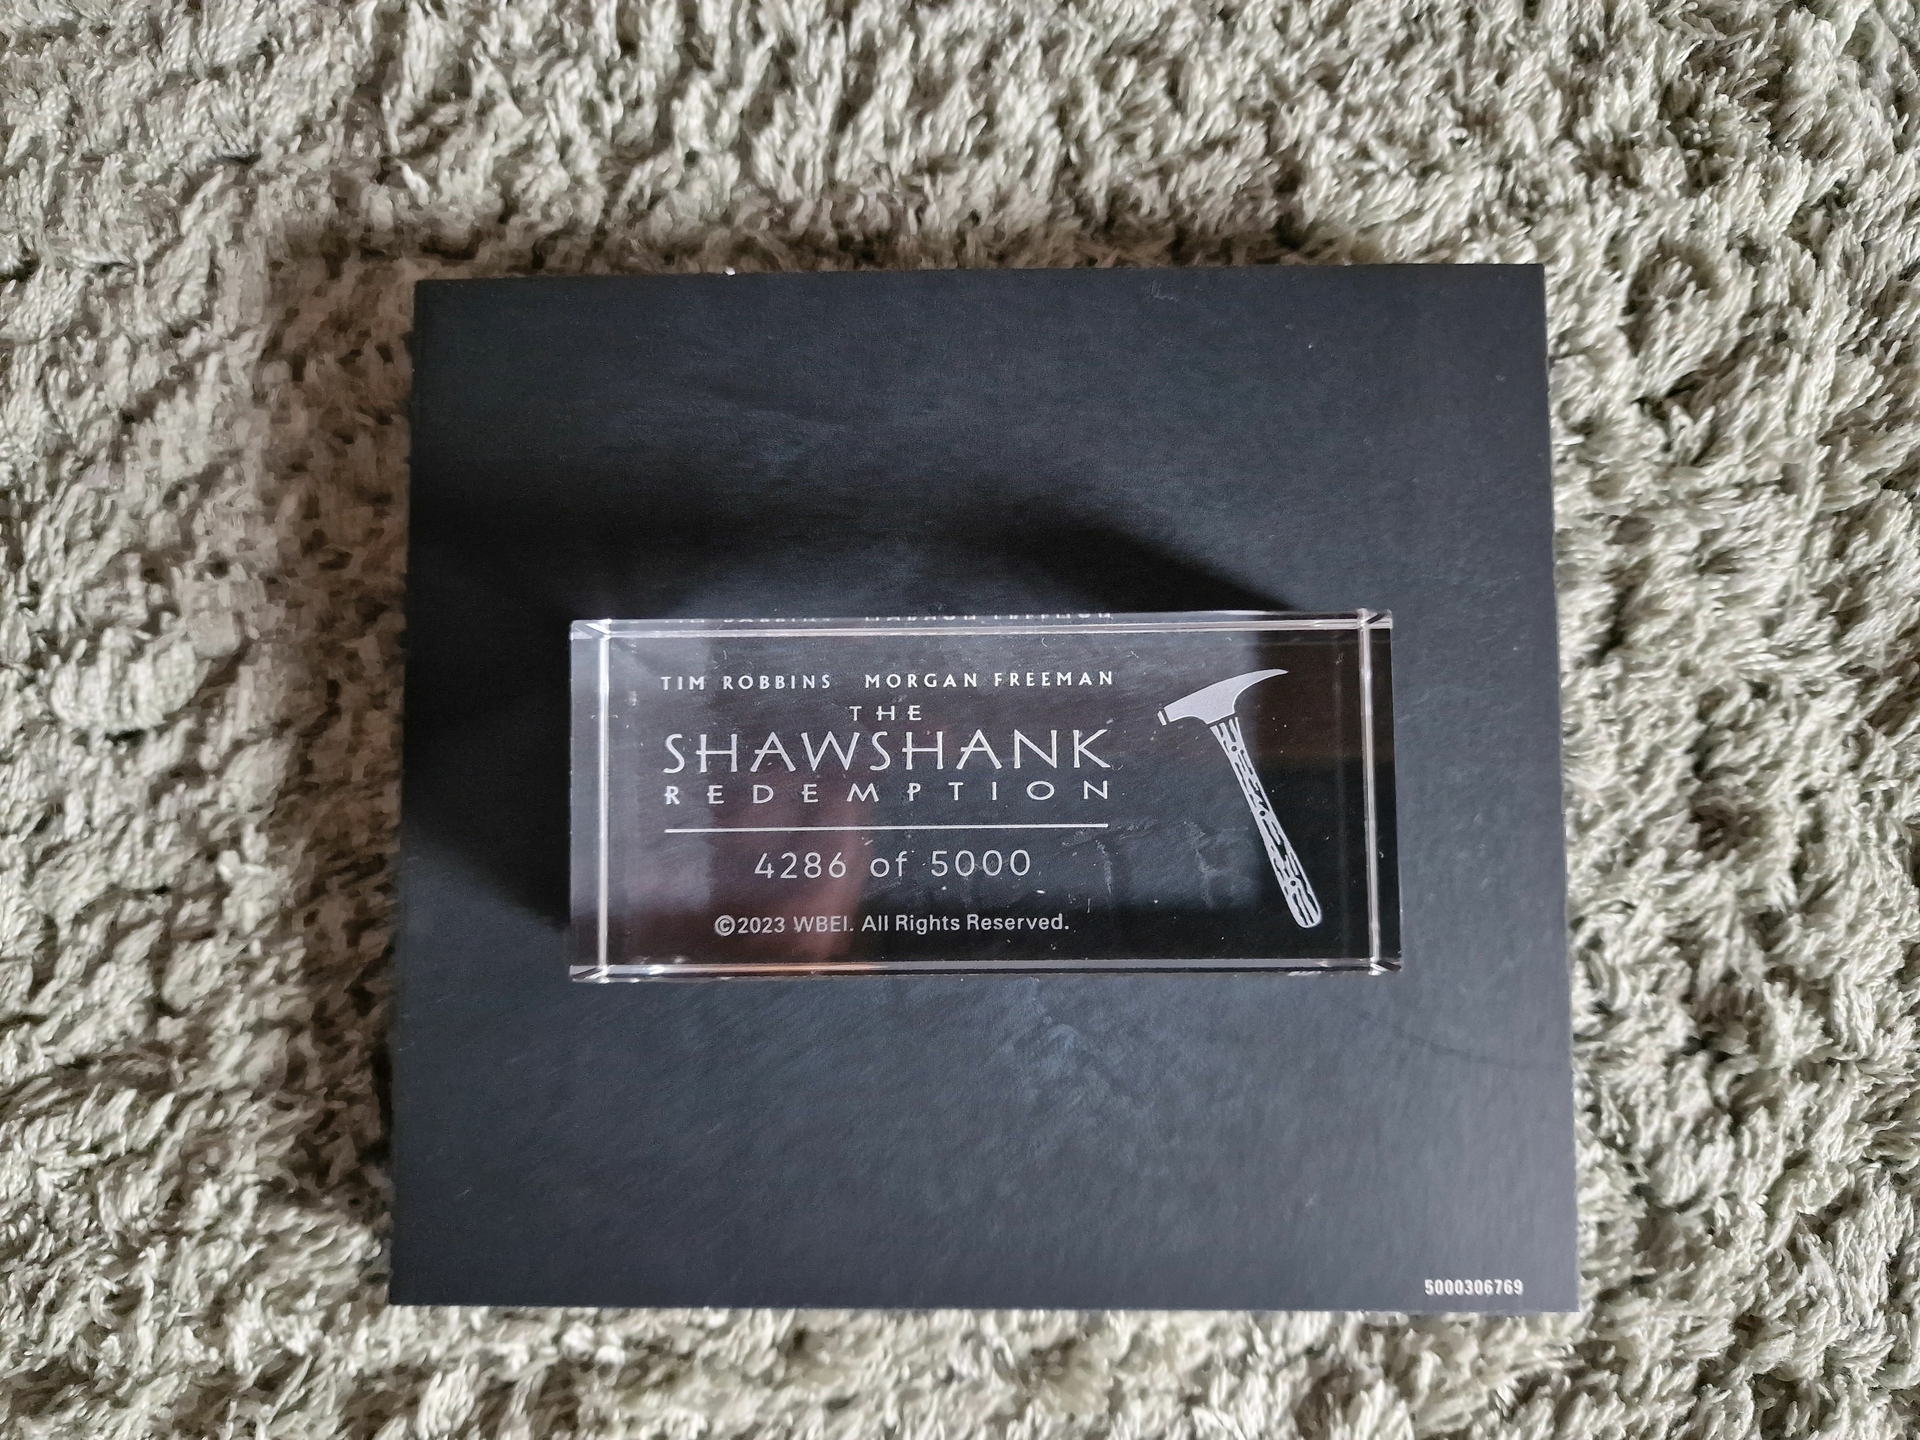 TIM ROBBINS MORGAN FREEMAN
THE
SHAWSHANK
REDEMPTION
4286 of 5000
©2023 WBEI. All Rights Reserved.
5000306769